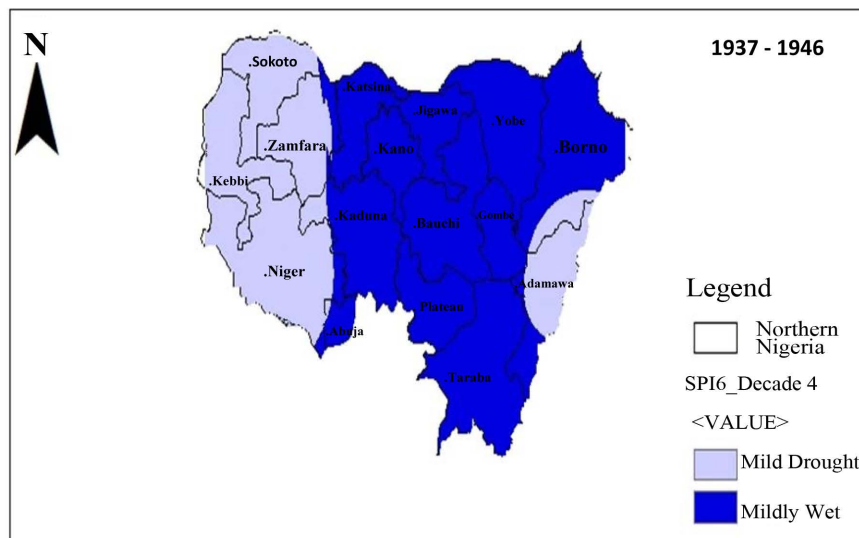 N
1937 - 1946
.Sokoto
.Katsina
.Jigawa
.Yobe
.Zamfara
.Kano
.Borno
.Kebbi
.Kaduna
.Bauchi
Gombe
.Niger
Adamawa
.Abuja
Plateau
Taraba
Legend
Northern
Nigeria
SPI6_Decade 4
<VALUE>
Mild Drought
Mildly Wet